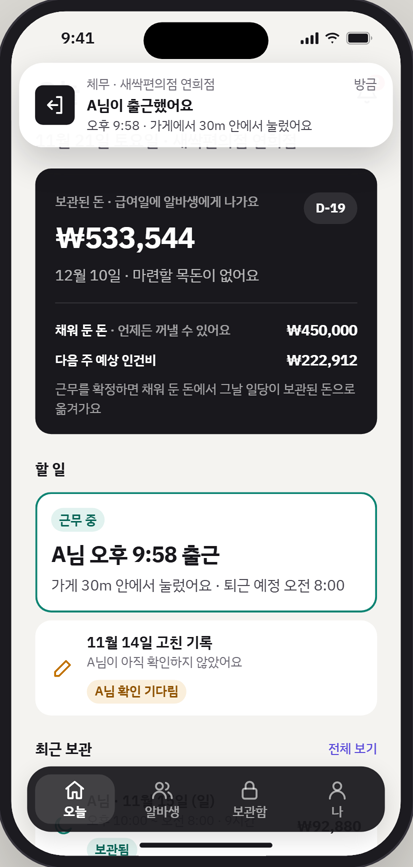 9:41
체무 · 새싹편의점 연희점
방금
A님이 출근했어요
오후 9:58 · 가게에서 30m 안에서 눌렀어요
보관된 돈 · 급여일에 알바생에게 나가요
D-19
₩533,544
12월 10일 · 마련할 목돈이 없어요
채워 둔 돈 · 언제든 꺼낼 수 있어요
₩450,000
다음 주 예상 인건비
₩222,912
근무를 확정하면 채워 둔 돈에서 그날 일당이 보관된 돈으로
옮겨가요
할 일
근무 중
A님 오후 9:58 출근
가게 30m 안에서 눌렀어요 · 퇴근 예정 오전 8:00
11월 14일 고친 기록
A님이 아직 확인하지 않았어요
A님 확인 기다림
최근 보관
전체 보기
₩92,880
오늘
알바생
보관함
나
보관됨